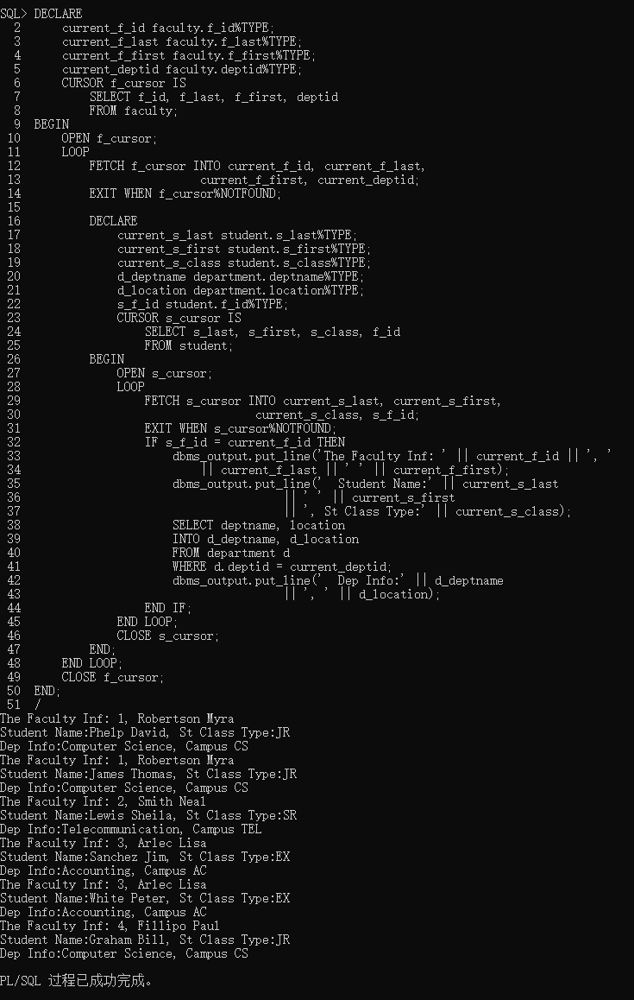 SQL> DECLARE
  2      current_f_id faculty.f_id%TYPE;
  3      current_f_last faculty.f_last%TYPE;
  4      current_f_first faculty.f_first%TYPE;
  5      current_deptid faculty.deptid%TYPE;
  6      CURSOR f_cursor IS
  7          SELECT f_id, f_last, f_first, deptid
  8          FROM faculty;
  9  BEGIN
 10      OPEN f_cursor;
 11      LOOP
 12          FETCH f_cursor INTO current_f_id, current_f_last,
 13                          current_f_first, current_deptid;
 14          EXIT WHEN f_cursor%NOTFOUND;
 15
 16          DECLARE
 17              current_s_last student.s_last%TYPE;
 18              current_s_first student.s_first%TYPE;
 19              current_s_class student.s_class%TYPE;
 20              d_deptname department.deptname%TYPE;
 21              d_location department.location%TYPE;
 22              s_f_id student.f_id%TYPE;
 23              CURSOR s_cursor IS
 24                  SELECT s_last, s_first, s_class, f_id
 25                  FROM student;
 26          BEGIN
 27              OPEN s_cursor;
 28              LOOP
 29                  FETCH s_cursor INTO current_s_last, current_s_first,
 30                                  current_s_class, s_f_id;
 31                  EXIT WHEN s_cursor%NOTFOUND;
 32                  IF s_f_id = current_f_id THEN
 33                      dbms_output.put_line('The Faculty Inf: ' || current_f_id || ', '
 34                          || current_f_last || ' ' || current_f_first);
 35                      dbms_output.put_line('  Student Name:' || current_s_last
 36                                      || ' ' || current_s_first
 37                                      || ', St Class Type:' || current_s_class);
 38                      SELECT deptname, location
 39                      INTO d_deptname, d_location
 40                      FROM department d
 41                      WHERE d.deptid = current_deptid;
 42                      dbms_output.put_line('  Dep Info:' || d_deptname
 43                                      || ', ' || d_location);
 44                  END IF;
 45              END LOOP;
 46              CLOSE s_cursor;
 47          END;
 48      END LOOP;
 49      CLOSE f_cursor;
 50  END;
 51  /
The Faculty Inf: 1, Robertson Myra
Student Name:Phelp David, St Class Type:JR
Dep Info:Computer Science, Campus CS
The Faculty Inf: 1, Robertson Myra
Student Name:James Thomas, St Class Type:JR
Dep Info:Computer Science, Campus CS
The Faculty Inf: 2, Smith Neal
Student Name:Lewis Sheila, St Class Type:SR
Dep Info:Telecommunication, Campus TEL
The Faculty Inf: 3, Arlec Lisa
Student Name:Sanchez Jim, St Class Type:EX
Dep Info:Accounting, Campus AC
The Faculty Inf: 3, Arlec Lisa
Student Name:White Peter, St Class Type:EX
Dep Info:Accounting, Campus AC
The Faculty Inf: 4, Fillipo Paul
Student Name:Graham Bill, St Class Type:JR
Dep Info:Computer Science, Campus CS

PL/SQL 过程已成功完成。